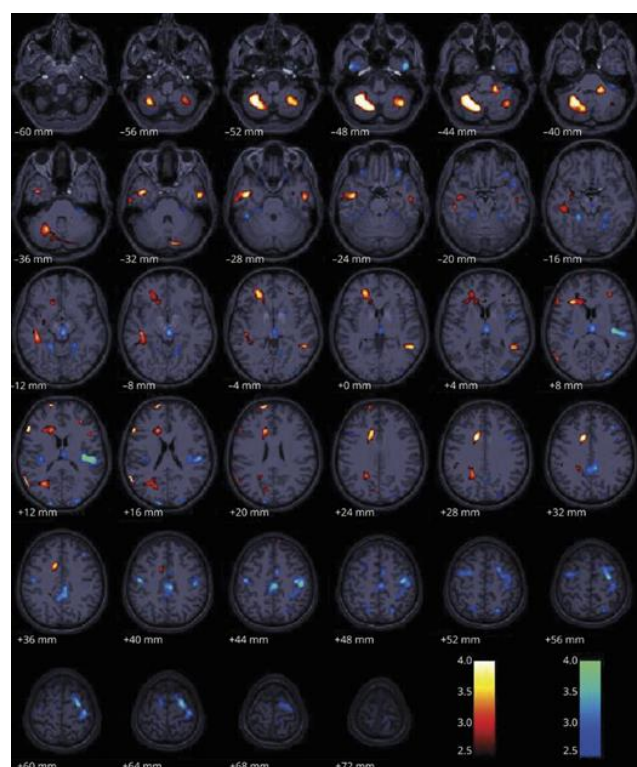 -60 mm -56 mm -52 mm -48 mm -44 mm -40 mm
-36 mm -32 mm -28 mm -24 mm -20 mm -16 mm
-12 mm -8 mm -4 mm +0 mm +4 mm +8 mm
+12 mm +16 mm +20 mm +24 mm +28 mm +32 mm
+36 mm +40 mm +44 mm +48 mm +52 mm +56 mm
4.0 4.0
3.5 3.5
3.0 3.0
2.5 2.5
+60 mm +64 mm +68 mm +72 mm